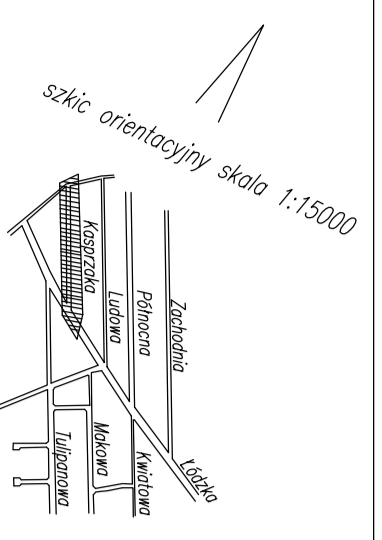 szkic orientacyjny skala 1:15000
Kasprzaka
Ludowa
Północna
Zachodnia
Łódzka
Kwiatowa
Makowa
Tulipanowa